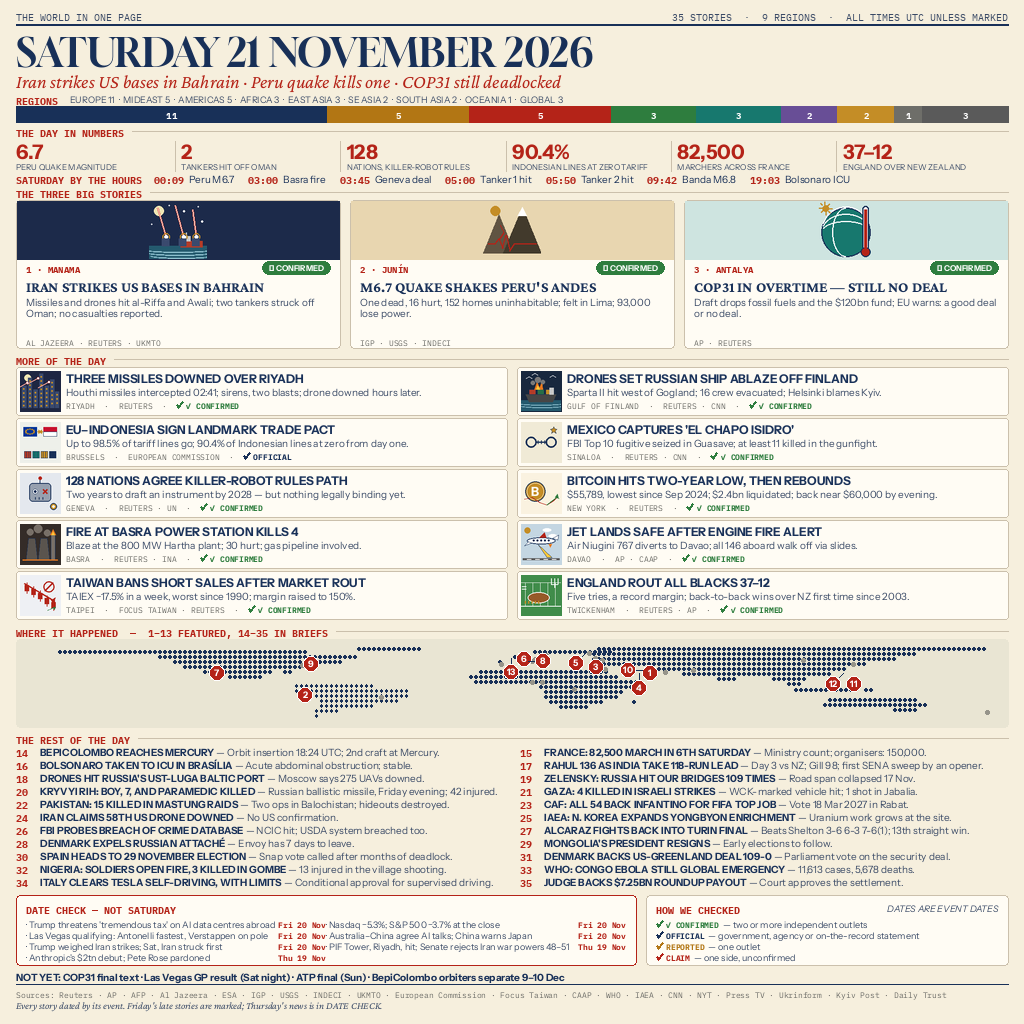 THE WORLD IN ONE PAGE
35 STORIES · 9 REGIONS · ALL TIMES UTC UNLESS MARKED
SATURDAY 21 NOVEMBER 2026
Iran strikes US bases in Bahrain · Peru quake kills one · COP31 still deadlocked
REGIONS EUROPE 11 · MIDEAST 5 · AMERICAS 5 · AFRICA 3 · EAST ASIA 3 · SE ASIA 2 · SOUTH ASIA 2 · OCEANIA 1 · GLOBAL 3
11 5 5 3 3 2 2 1 3
THE DAY IN NUMBERS
6.7
PERU QUAKE MAGNITUDE
2
TANKERS HIT OFF OMAN
128
NATIONS, KILLER-ROBOT RULES
90.4%
INDONESIAN LINES AT ZERO TARIFF
82,500
MARCHERS ACROSS FRANCE
37–12
ENGLAND OVER NEW ZEALAND
SATURDAY BY THE HOURS 00:09 Peru M6.7 03:00 Basra fire 03:45 Geneva deal 05:00 Tanker 1 hit 05:50 Tanker 2 hit 09:42 Banda M6.8 19:03 Bolsonaro ICU
THE THREE BIG STORIES
1 · MANAMA
CONFIRMED
IRAN STRIKES US BASES IN BAHRAIN
Missiles and drones hit al-Riffa and Awali; two tankers struck off
Oman; no casualties reported.
AL JAZEERA · REUTERS · UKMTO
2 · JUNÍN
CONFIRMED
M6.7 QUAKE SHAKES PERU'S ANDES
One dead, 16 hurt, 152 homes uninhabitable; felt in Lima; 93,000
lose power.
IGP · USGS · INDECI
3 · ANTALYA
CONFIRMED
COP31 IN OVERTIME — STILL NO DEAL
Draft drops fossil fuels and the $120bn fund; EU warns: a good deal
or no deal.
AP · REUTERS
MORE OF THE DAY
THREE MISSILES DOWNED OVER RIYADH
Houthi missiles intercepted 02:41; sirens, two blasts; drone downed hours later.
RIYADH · REUTERS · ✔√ CONFIRMED
DRONES SET RUSSIAN SHIP ABLAZE OFF FINLAND
Sparta II hit west of Gogland; 16 crew evacuated; Helsinki blames Kyiv.
GULF OF FINLAND · REUTERS · CNN · ✔√ CONFIRMED
EU–INDONESIA SIGN LANDMARK TRADE PACT
Up to 98.5% of tariff lines go; 90.4% of Indonesian lines at zero from day one.
BRUSSELS · EUROPEAN COMMISSION · ✔OFFICIAL
MEXICO CAPTURES 'EL CHAPO ISIDRO'
FBI Top 10 fugitive seized in Guasave; at least 11 killed in the gunfight.
SINALOA · REUTERS · CNN · ✔√ CONFIRMED
128 NATIONS AGREE KILLER-ROBOT RULES PATH
Two years to draft an instrument by 2028 — but nothing legally binding yet.
GENEVA · REUTERS · UN · ✔√ CONFIRMED
BITCOIN HITS TWO-YEAR LOW, THEN REBOUNDS
$55,789, lowest since Sep 2024; $2.4bn liquidated; back near $60,000 by evening.
NEW YORK · REUTERS · ✔√ CONFIRMED
FIRE AT BASRA POWER STATION KILLS 4
Blaze at the 800 MW Hartha plant; 30 hurt; gas pipeline involved.
BASRA · REUTERS · INA · ✔√ CONFIRMED
JET LANDS SAFE AFTER ENGINE FIRE ALERT
Air Niugini 767 diverts to Davao; all 146 aboard walk off via slides.
DAVAO · AP · CAAP · ✔√ CONFIRMED
TAIWAN BANS SHORT SALES AFTER MARKET ROUT
TAIEX −17.5% in a week, worst since 1990; margin raised to 150%.
TAIPEI · FOCUS TAIWAN · REUTERS · ✔√ CONFIRMED
ENGLAND ROUT ALL BLACKS 37–12
Five tries, a record margin; back-to-back wins over NZ first time since 2003.
TWICKENHAM · REUTERS · AP · ✔√ CONFIRMED
WHERE IT HAPPENED — 1–13 FEATURED, 14–35 IN BRIEFS
7 9 2 13 6 8 5 3 10 1 4 12 11
THE REST OF THE DAY
14 BEPICOLOMBO REACHES MERCURY — Orbit insertion 18:24 UTC; 2nd craft at Mercury.
15 FRANCE: 82,500 MARCH IN 6TH SATURDAY — Ministry count; organisers: 150,000.
16 BOLSONARO TAKEN TO ICU IN BRASÍLIA — Acute abdominal obstruction; stable.
17 RAHUL 136 AS INDIA TAKE 118-RUN LEAD — Day 3 vs NZ; Gill 98; first SENA sweep by an opener.
18 DRONES HIT RUSSIA'S UST-LUGA BALTIC PORT — Moscow says 275 UAVs downed.
19 ZELENSKY: RUSSIA HIT OUR BRIDGES 109 TIMES — Road span collapsed 17 Nov.
20 KRYVYI RIH: BOY, 7, AND PARAMEDIC KILLED — Russian ballistic missile, Friday evening; 42 injured.
21 GAZA: 4 KILLED IN ISRAELI STRIKES — WCK-marked vehicle hit; 1 shot in Jabalia.
22 PAKISTAN: 15 KILLED IN MASTUNG RAIDS — Two ops in Balochistan; hideouts destroyed.
23 CAF: ALL 54 BACK INFANTINO FOR FIFA TOP JOB — Vote 18 Mar 2027 in Rabat.
24 IRAN CLAIMS 58TH US DRONE DOWNED — No US confirmation.
25 IAEA: N. KOREA EXPANDS YONGBYON ENRICHMENT — Uranium work grows at the site.
26 FBI PROBES BREACH OF CRIME DATABASE — NCIC hit; USDA system breached too.
27 ALCARAZ FIGHTS BACK INTO TURIN FINAL — Beats Shelton 3-6 6-3 7-6(1); 13th straight win.
28 DENMARK EXPELS RUSSIAN ATTACHÉ — Envoy has 7 days to leave.
29 MONGOLIA'S PRESIDENT RESIGNS — Early elections to follow.
30 SPAIN HEADS TO 29 NOVEMBER ELECTION — Snap vote called after months of deadlock.
31 DENMARK BACKS US-GREENLAND DEAL 109-0 — Parliament vote on the security deal.
32 NIGERIA: SOLDIERS OPEN FIRE, 3 KILLED IN GOMBE — 13 injured in the village shooting.
33 WHO: CONGO EBOLA STILL GLOBAL EMERGENCY — 11,613 cases, 5,678 deaths.
34 ITALY CLEARS TESLA SELF-DRIVING, WITH LIMITS — Conditional approval for supervised driving.
35 JUDGE BACKS $7.25BN ROUNDUP PAYOUT — Court approves the settlement.
DATE CHECK — NOT SATURDAY
· Trump threatens 'tremendous tax' on AI data centres abroad Fri 20 Nov
· Nasdaq −5.3%; S&P 500 −3.7% at the close Fri 20 Nov
· Las Vegas qualifying: Antonelli fastest, Verstappen on pole Fri 20 Nov
· Australia–China agree AI talks; China warns Japan Fri 20 Nov
· Trump weighed Iran strikes; Sat, Iran struck first Fri 20 Nov
· PIF Tower, Riyadh, hit; Senate rejects Iran war powers 48–51 Thu 19 Nov
· Anthropic's $2tn debut; Pete Rose pardoned Thu 19 Nov
HOW WE CHECKED
DATES ARE EVENT DATES
✔√ CONFIRMED — two or more independent outlets
✔OFFICIAL — government, agency or on-the-record statement
✔REPORTED — one outlet
✔CLAIM — one side, unconfirmed
NOT YET: COP31 final text · Las Vegas GP result (Sat night) · ATP final (Sun) · BepiColombo orbiters separate 9–10 Dec
Sources: Reuters · AP · AFP · Al Jazeera · ESA · IGP · USGS · INDECI · UKMTO · European Commission · Focus Taiwan · CAAP · WHO · IAEA · CNN · NYT · Press TV · Ukrinform · Kyiv Post · Daily Trust
Every story dated by its event. Friday's late stories are marked; Thursday's news is in DATE CHECK.